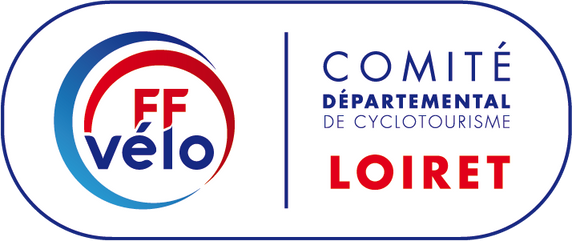 FF
vélo
COMITÉ
DÉPARTEMENTAL
DE CYCLOTOURISME
LOIRET